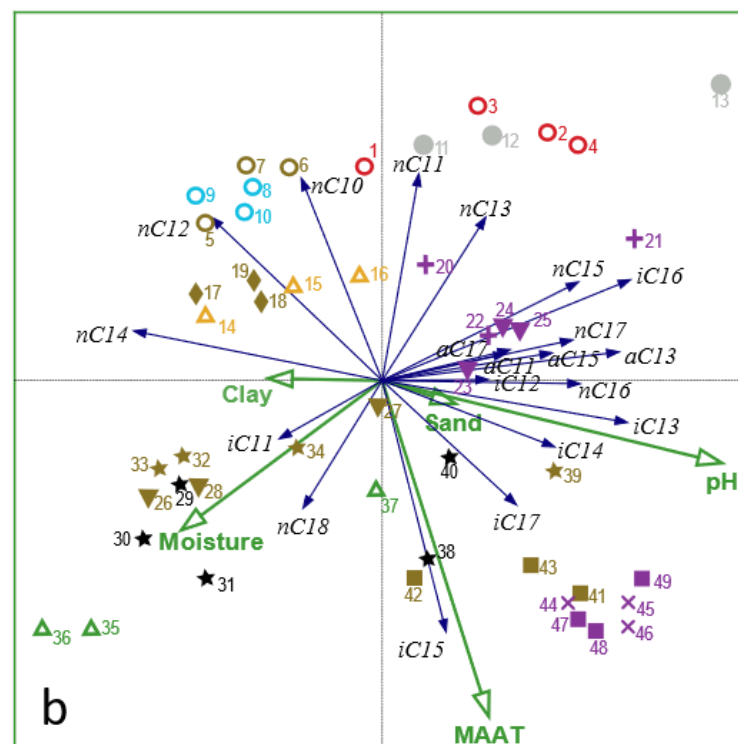 13
3
11
12
2
4
1
nC11
7
6
nC10
9
8
10
nC13
nC12
5
21
20
19
15
16
nC15
iC16
17
18
14
24
25
22
nC17
nC14
aC17
aC15
aC13
aC11
23
iC12
nC16
Clay
27
Sand
iC13
iC11
34
iC14
33
32
40
39
pH
29
28
26
37
iC17
nC18
30
Moisture
38
31
42
43
41
49
44
45
47
46
48
36
35
iC15
b
MAAT